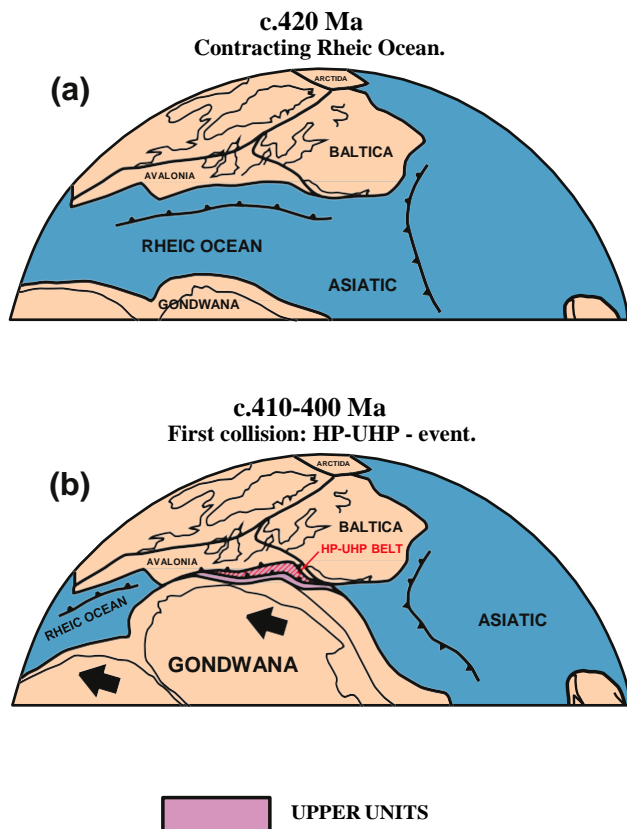 c.420 Ma
Contracting Rheic Ocean.
(a)
ARCTIDA
BALTICA
AVALONIA
RHEIC OCEAN
ASIATIC
GONDWANA
c.410-400 Ma
First collision: HP-UHP - event.
(b)
ARCTIDA
BALTICA
HP-UHP BELT
AVALONIA
RHEIC OCEAN
ASIATIC
GONDWANA
UPPER UNITS